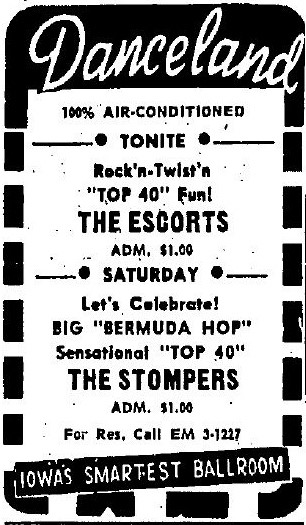 Danceland
100% AIR-CONDITIONED
TONITE
Rock'n-Twist'n
"TOP 40" Fun!
THE ESCORTS
ADM. $1.00
SATURDAY
Let's Celebrate!
BIG "BERMUDA HOP"
Sensational "TOP 40"
THE STOMPERS
ADM. $1.00
For Res. Call EM 3-1227
IOWA'S SMARTEST BALLROOM